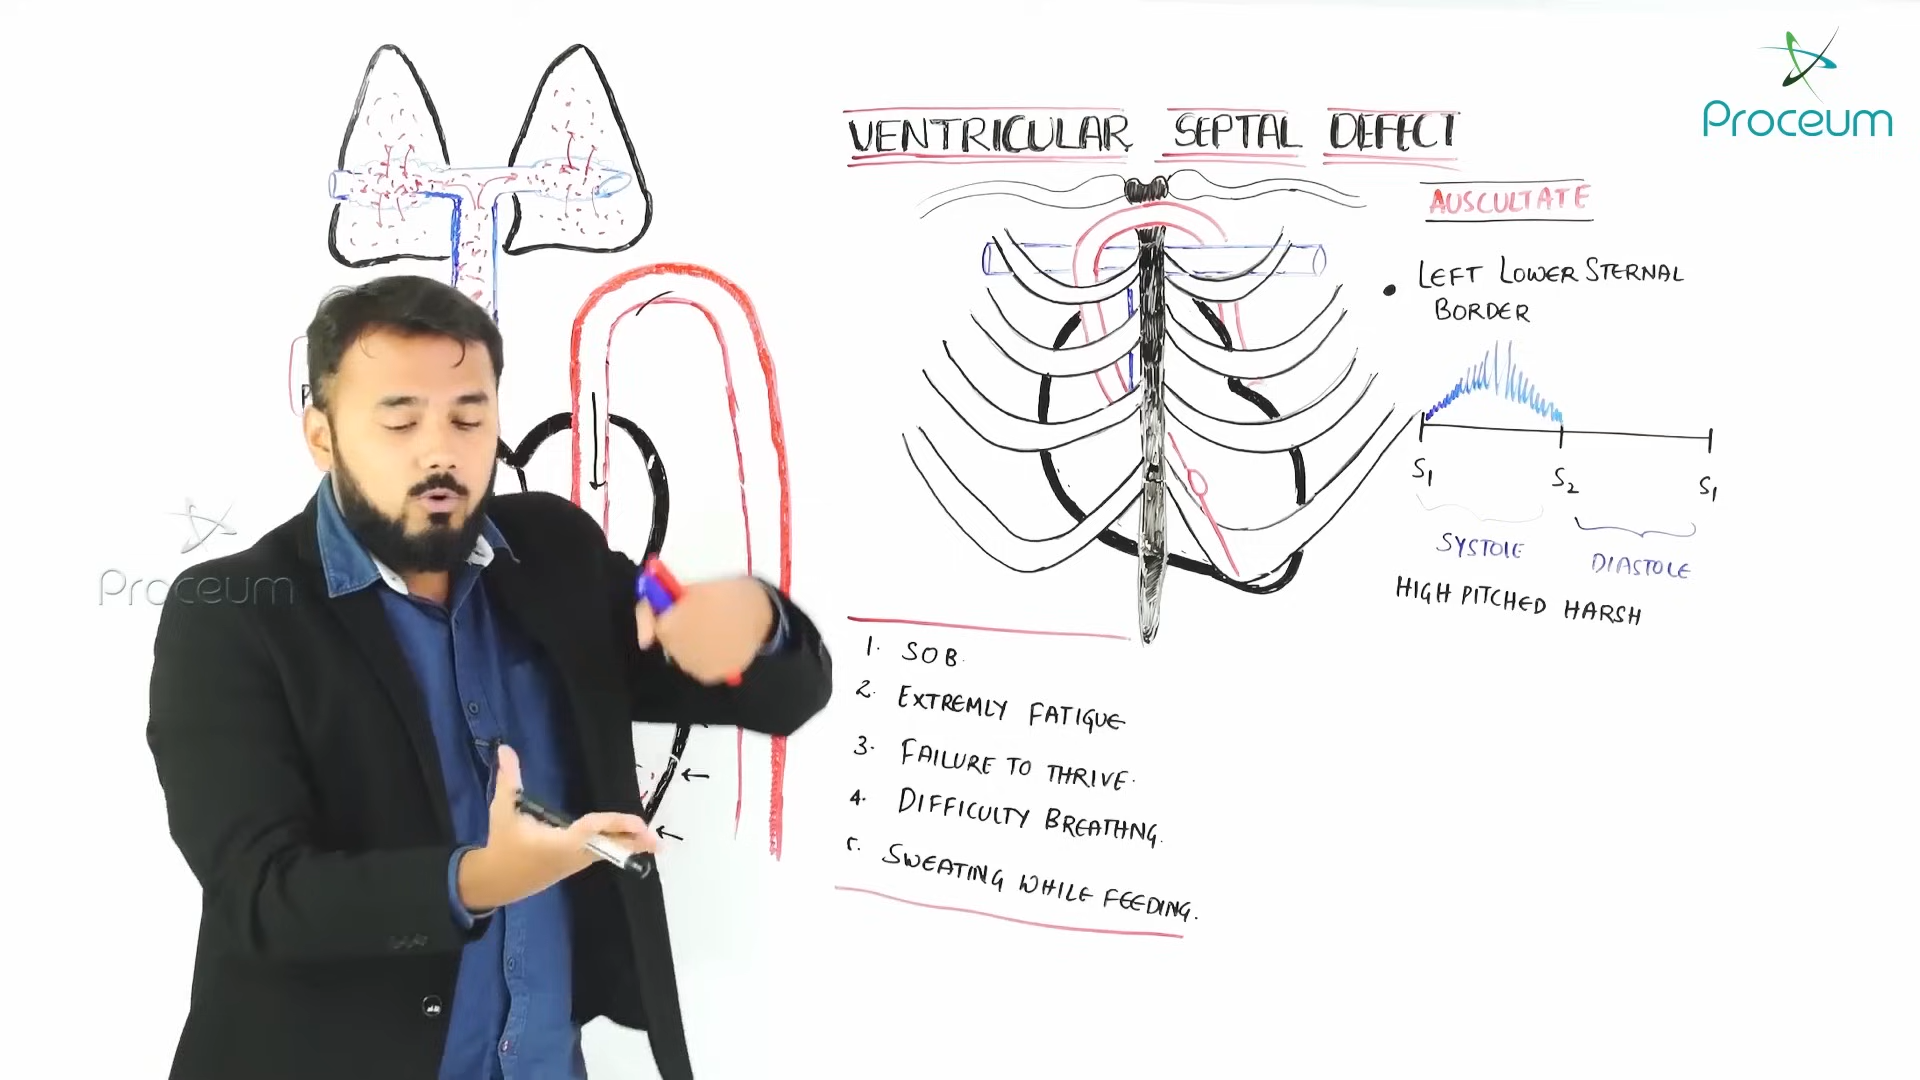 Proceum
VENTRICULAR SEPTAL DEFECT
AUSCULTATE
LEFT LOWER STERNAL
BORDER
S1 S2 S1
SYSTOLE
DIASTOLE
HIGH PITCHED HARSH
Proceum
1. SOB.
2. EXTREMLY FATIGUE
3. FAILURE TO THRIVE.
4. DIFFICULTY BREATHNG.
5. SWEATING WHILE FEEDING.